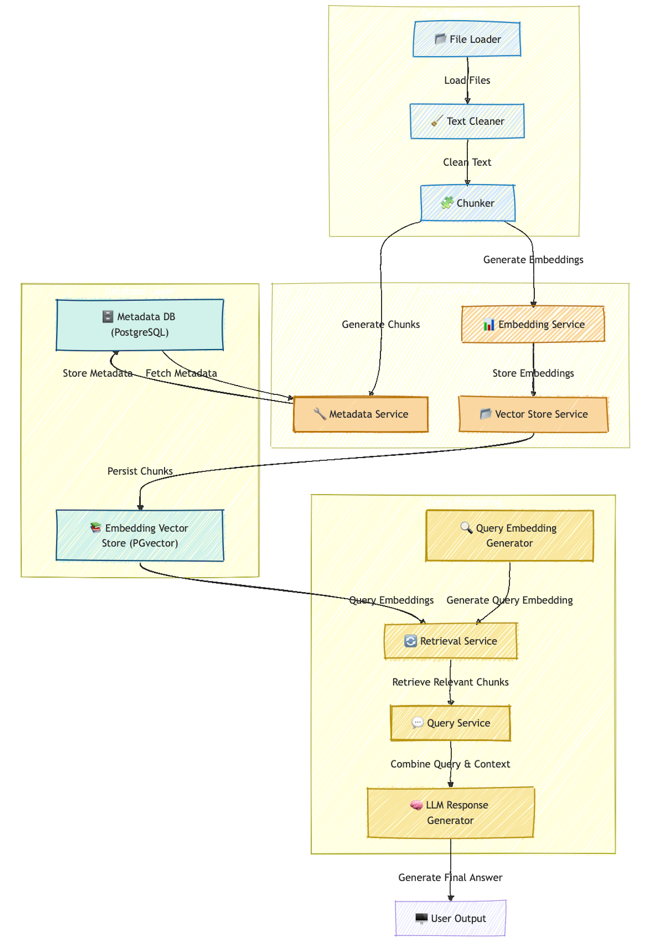 File Loader
Load Files
Text Cleaner
Clean Text
Chunker
Generate Embeddings
Metadata DB
(PostgreSQL)
Generate Chunks
Embedding Service
Store Metadata
Fetch Metadata
Store Embeddings
Metadata Service
Vector Store Service
Persist Chunks
Embedding Vector
Store (PGvector)
Query Embedding
Generator
Query Embeddings
Generate Query Embedding
Retrieval Service
Retrieve Relevant Chunks
Query Service
Combine Query & Context
LLM Response
Generator
Generate Final Answer
User Output